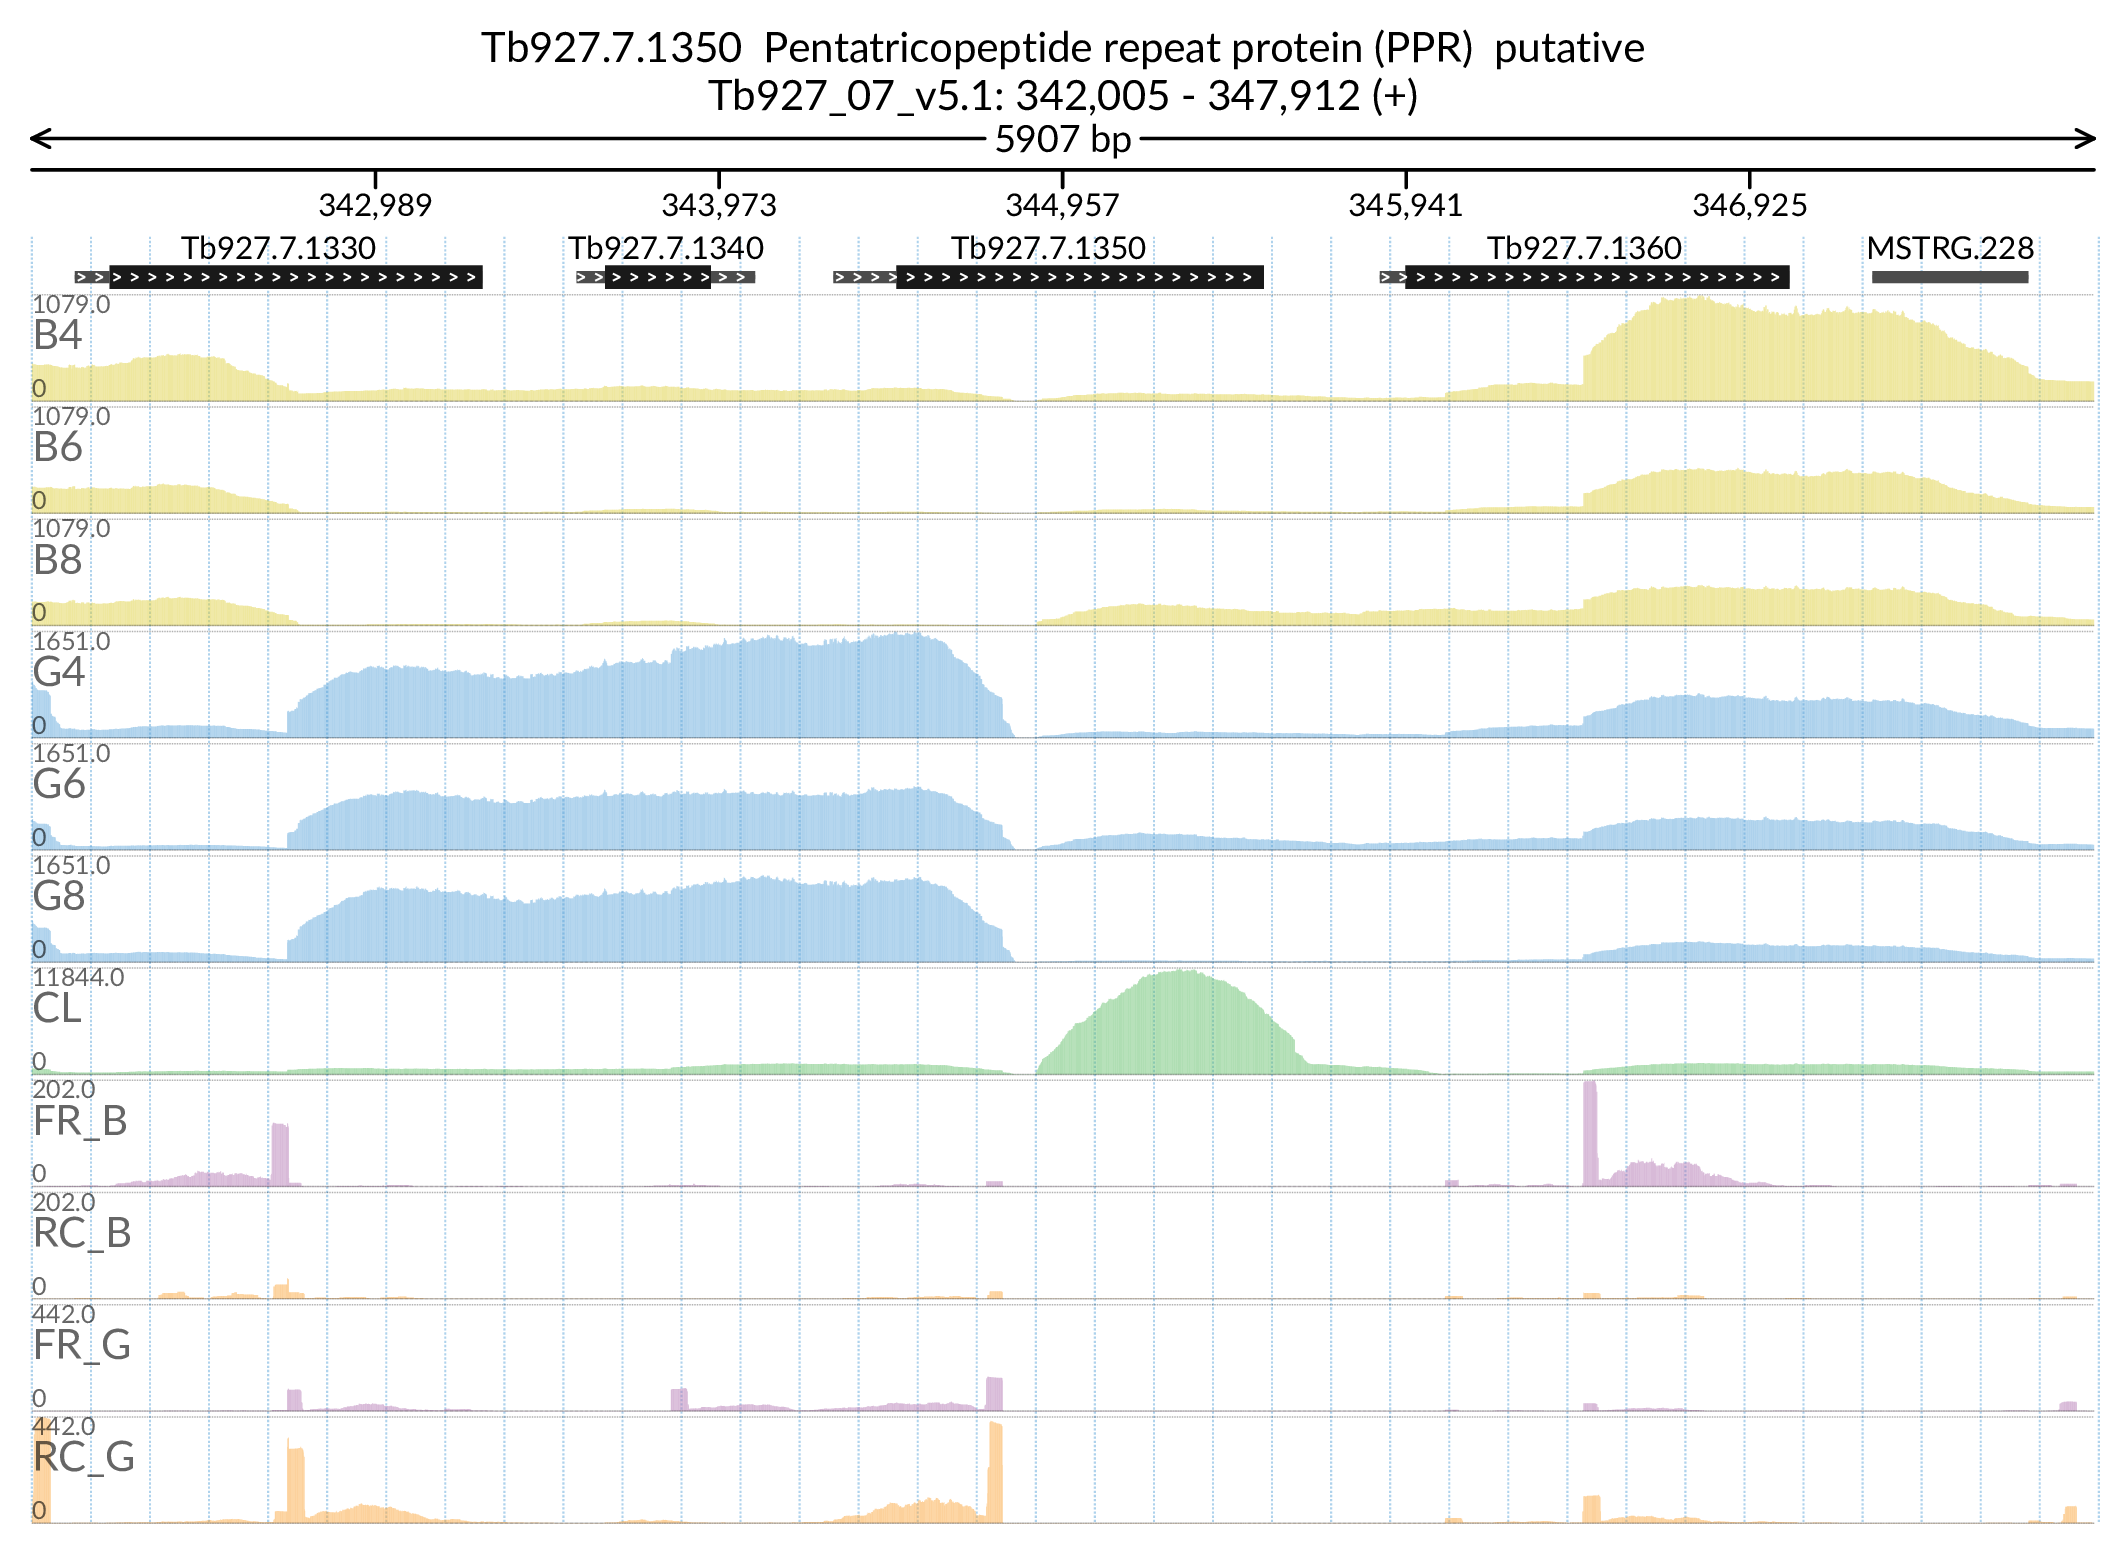 Tb927.7.1350 Pentatricopeptide repeat protein (PPR) putative
Tb927_07_v5.1: 342,005 - 347,912 (+)
5907 bp
342,989 343,973 344,957 345,941 346,925
Tb927.7.1330 Tb927.7.1340 Tb927.7.1350 Tb927.7.1360 MSTRG.228
1079.0
B4
0
1079.0
B6
0
1079.0
B8
0
1651.0
G4
0
1651.0
G6
0
1651.0
G8
0
11844.0
CL
0
202.0
FR_B
0
202.0
RC_B
0
442.0
FR_G
0
442.0
RC_G
0